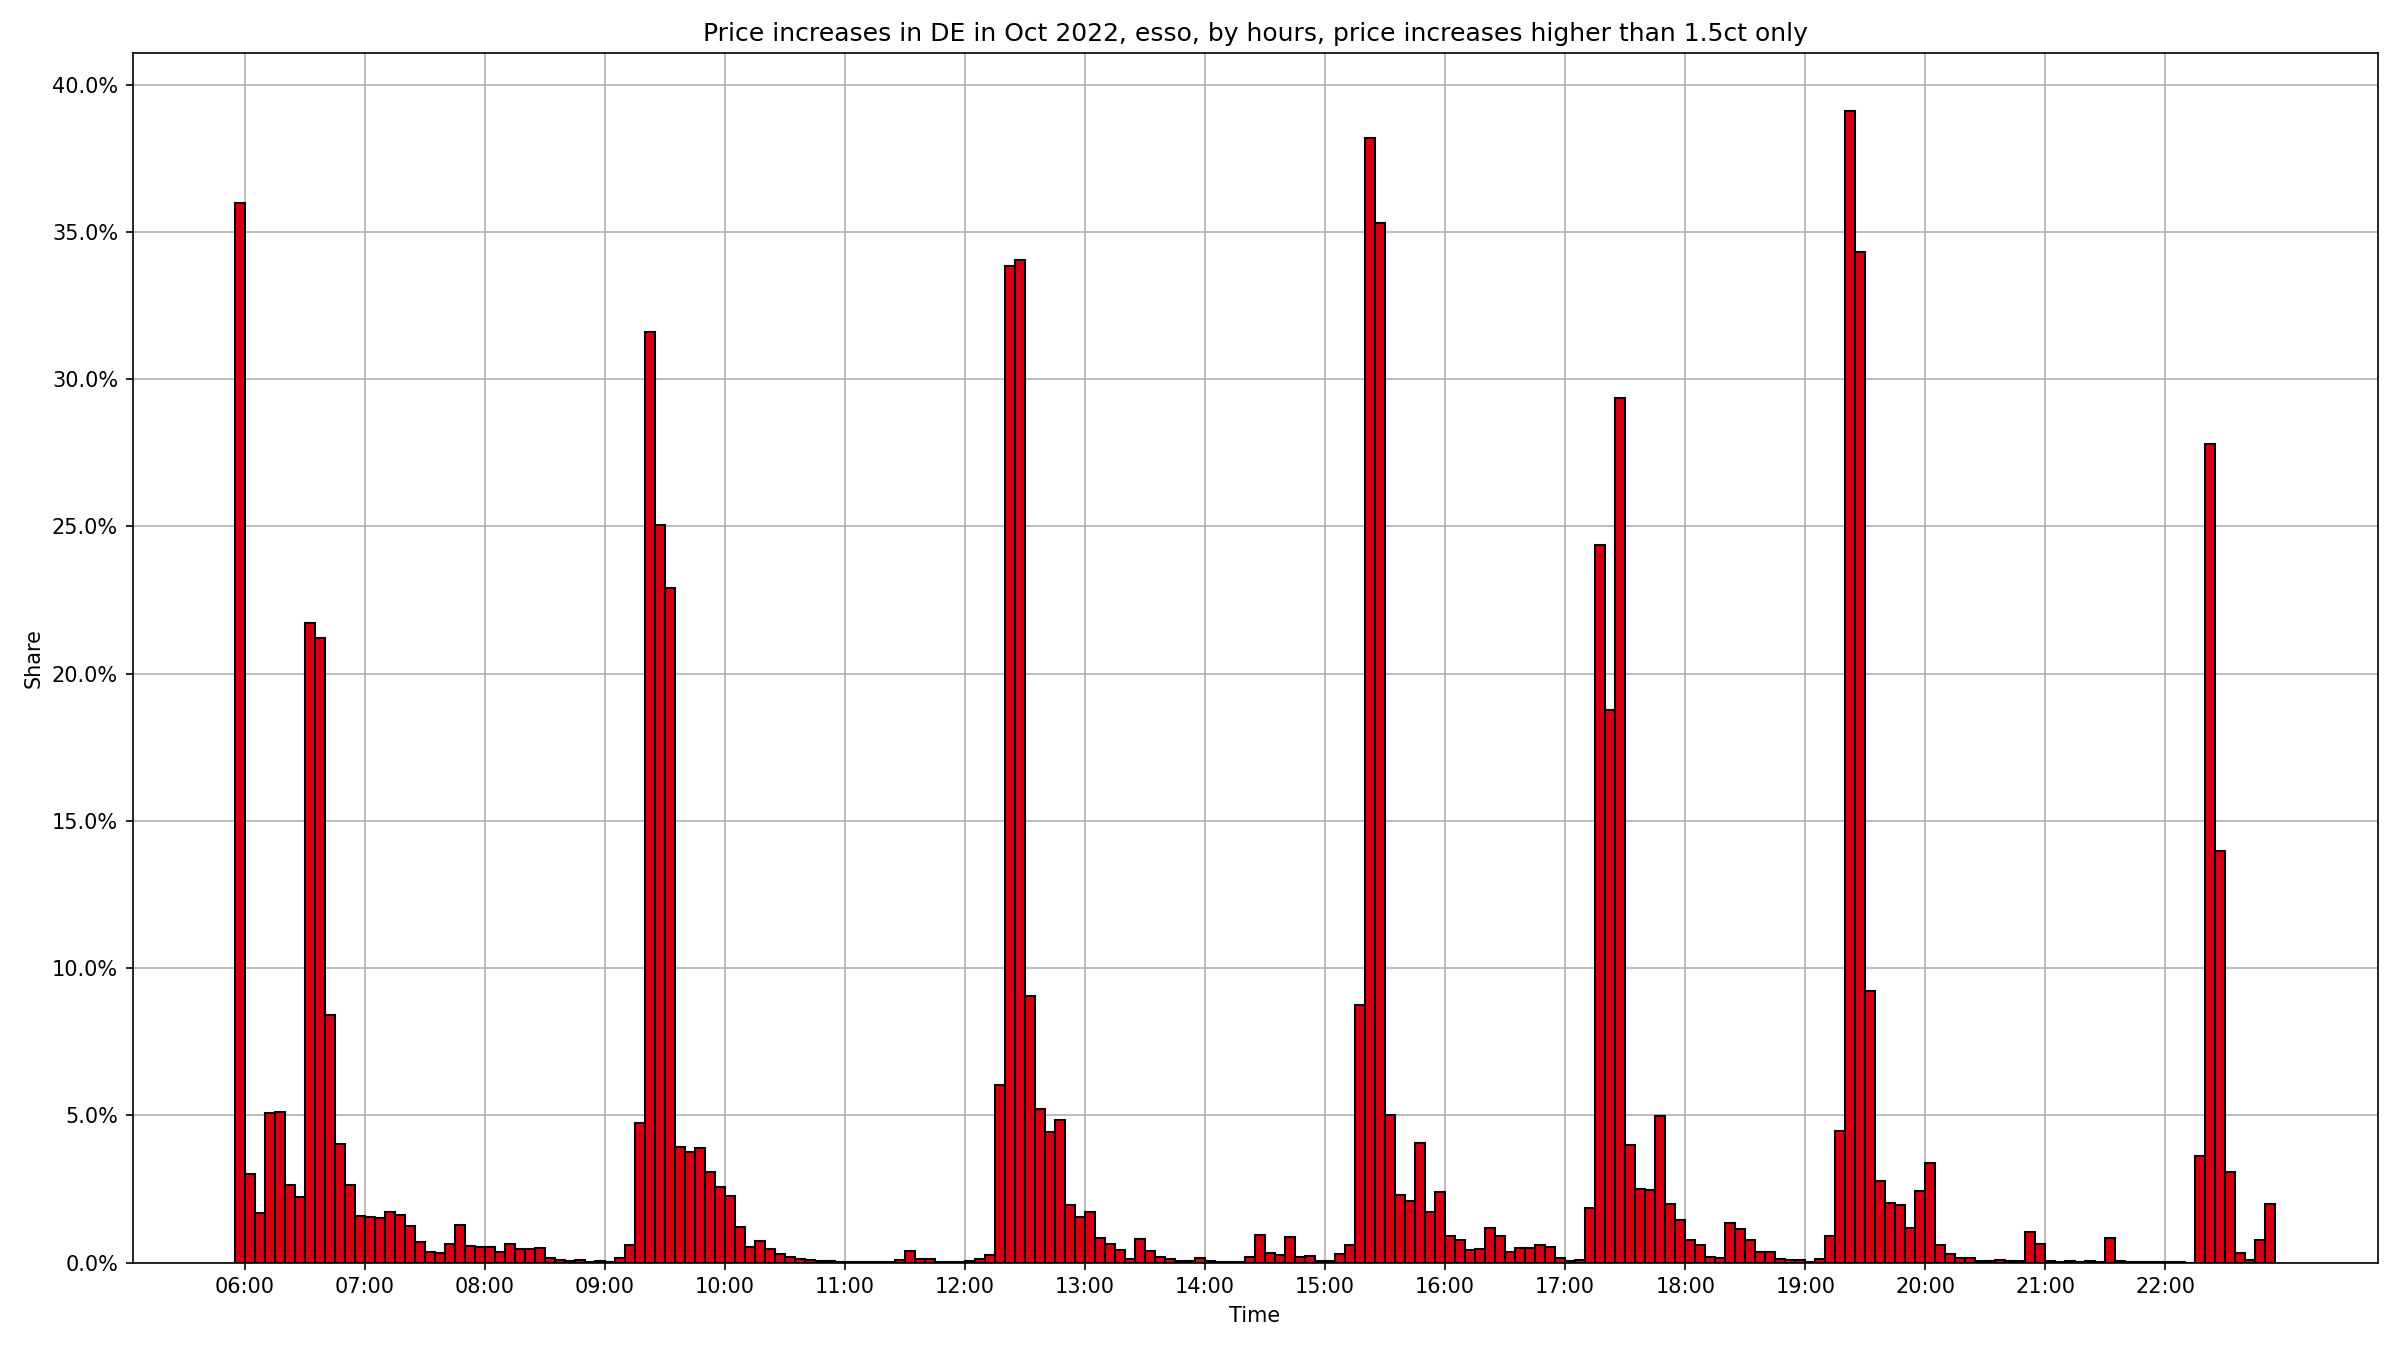 Price increases in DE in Oct 2022, esso, by hours, price increases higher than 1.5ct only
40.0%
35.0%
30.0%
25.0%
20.0%
15.0%
10.0%
5.0%
0.0%
Share
06:00 07:00 08:00 09:00 10:00 11:00 12:00 13:00 14:00 15:00 16:00 17:00 18:00 19:00 20:00 21:00 22:00
Time